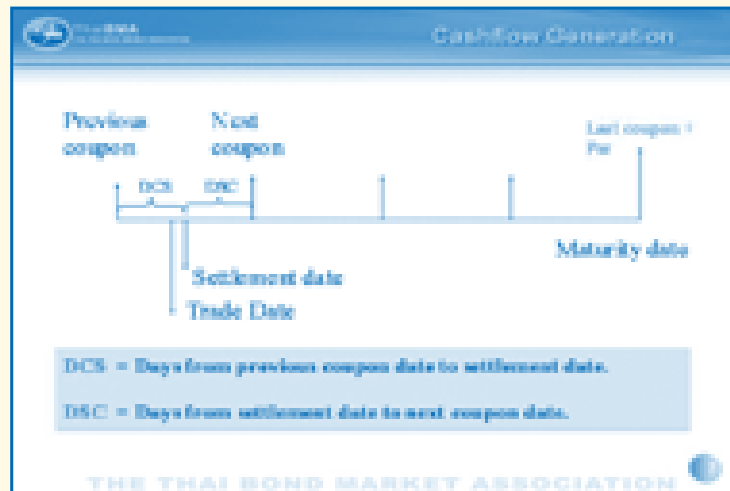 ThaiBMA
Cashflow Generation
Previous
coupon
Next
coupon
Last coupon +
Par
DCS
DSC
Maturity date
Settlement date
Trade Date
DCS = Days from previous coupon date to settlement date.
DSC = Days from settlement date to next coupon date.
THE THAI BOND MARKET ASSOCIATION